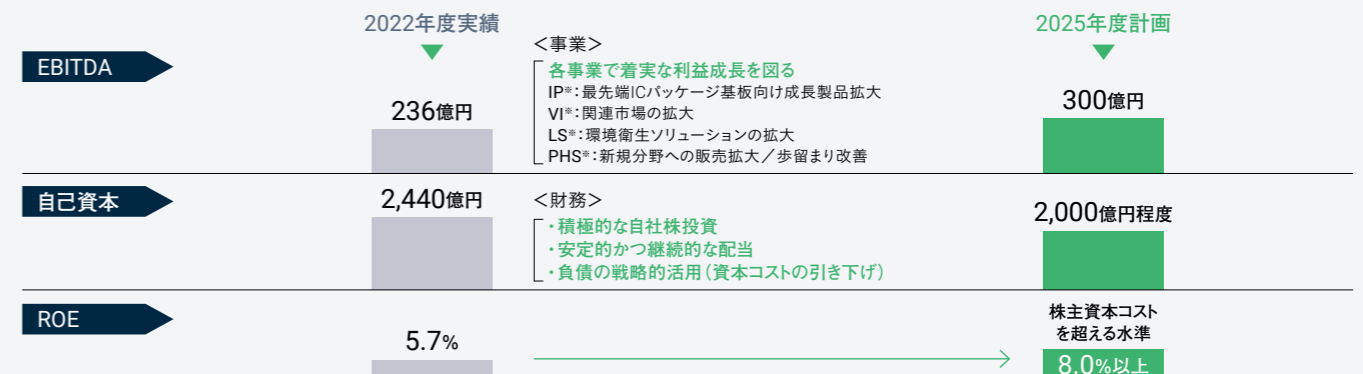 2022年度実績
2025年度計画
EBITDA
236億円
＜事業＞
各事業で着実な利益成長を図る
IP※：最先端ICパッケージ基板向け成長製品拡大
VI※：関連市場の拡大
LS※：環境衛生ソリューションの拡大
PHS※：新規分野への販売拡大／歩留まり改善
300億円
自己資本
2,440億円
＜財務＞
・積極的な自社株投資
・安定的かつ継続的な配当
・負債の戦略的活用（資本コストの引き下げ）
2,000億円程度
ROE
5.7%
株主資本コスト
を超える水準
8.0%以上